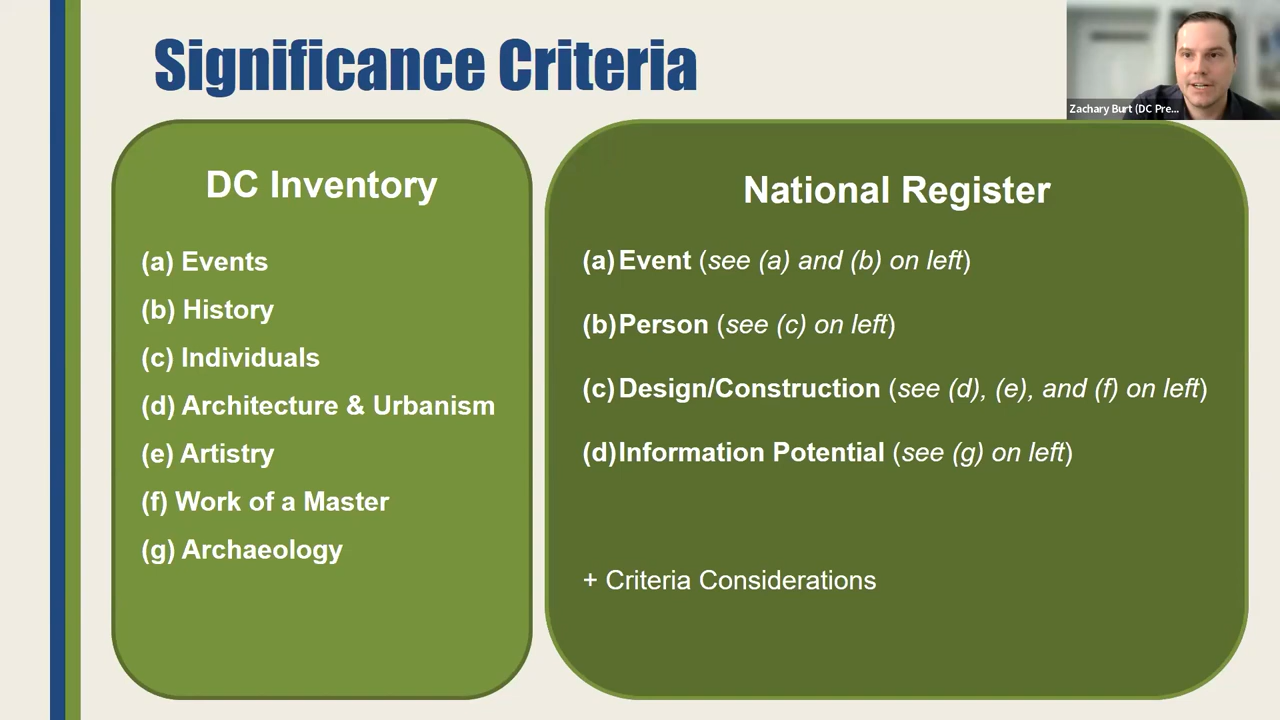 Significance Criteria
Zachary Burt (DC Pre...
DC Inventory
(a) Events
(b) History
(c) Individuals
(d) Architecture & Urbanism
(e) Artistry
(f) Work of a Master
(g) Archaeology
National Register
(a) Event (see (a) and (b) on left)
(b) Person (see (c) on left)
(c) Design/Construction (see (d), (e), and (f) on left)
(d) Information Potential (see (g) on left)
+ Criteria Considerations